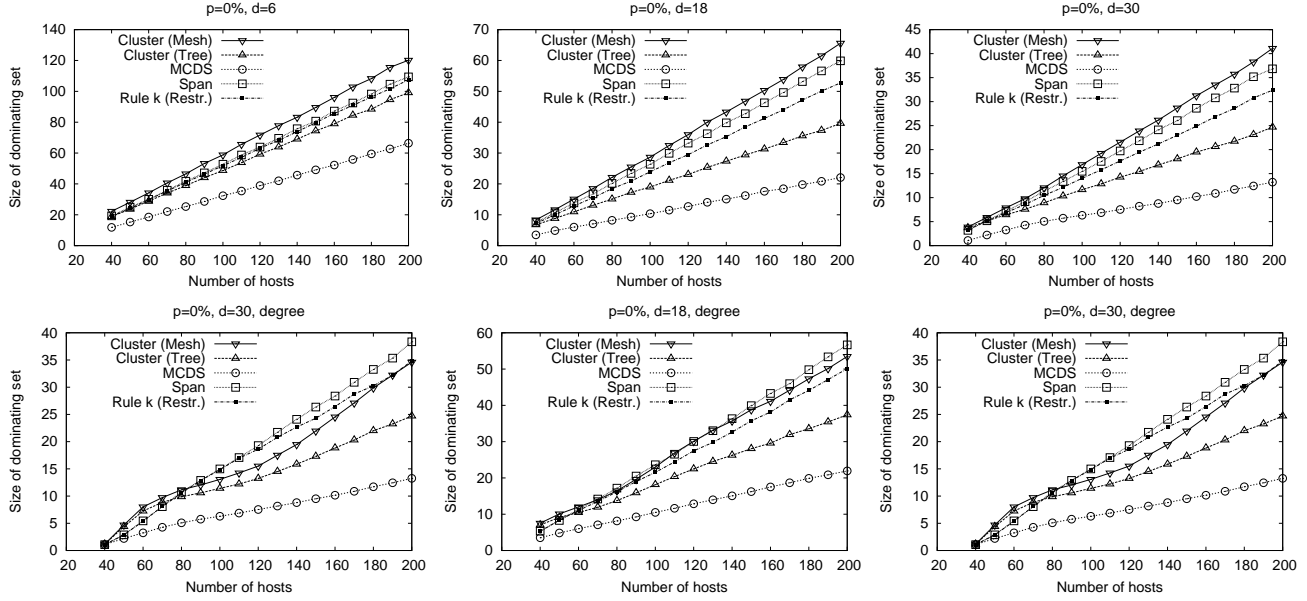 p=0%, d=6
Size of dominating set
140
120
100
80
60
40
20
0
Cluster (Mesh)
Cluster (Tree)
MCDS
Span
Rule k (Restr.)
20 40 60 80 100 120 140 160 180 200
Number of hosts
p=0%, d=18
Size of dominating set
70
60
50
40
30
20
10
0
Cluster (Mesh)
Cluster (Tree)
MCDS
Span
Rule k (Restr.)
20 40 60 80 100 120 140 160 180 200
Number of hosts
p=0%, d=30
Size of dominating set
45
40
35
30
25
20
15
10
5
0
Cluster (Mesh)
Cluster (Tree)
MCDS
Span
Rule k (Restr.)
20 40 60 80 100 120 140 160 180 200
Number of hosts
p=0%, d=30, degree
Size of dominating set
40
35
30
25
20
15
10
5
0
Cluster (Mesh)
Cluster (Tree)
MCDS
Span
Rule k (Restr.)
20 40 60 80 100 120 140 160 180 200
Number of hosts
p=0%, d=18, degree
Size of dominating set
60
50
40
30
20
10
0
Cluster (Mesh)
Cluster (Tree)
MCDS
Span
Rule k (Restr.)
20 40 60 80 100 120 140 160 180 200
Number of hosts
p=0%, d=30, degree
Size of dominating set
40
35
30
25
20
15
10
5
0
Cluster (Mesh)
Cluster (Tree)
MCDS
Span
Rule k (Restr.)
20 40 60 80 100 120 140 160 180 200
Number of hosts